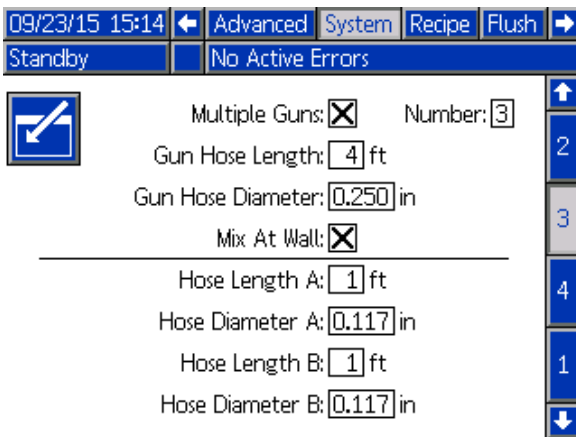 09/23/15 15:14 Advanced System Recipe Flush
Standby No Active Errors
Multiple Guns: Number: 3
Gun Hose Length: 4 ft
2
Gun Hose Diameter: 0.250 in
3
Mix At Wall:
Hose Length A: 1 ft
4
Hose Diameter A: 0.117 in
Hose Length B: 1 ft
1
Hose Diameter B: 0.117 in